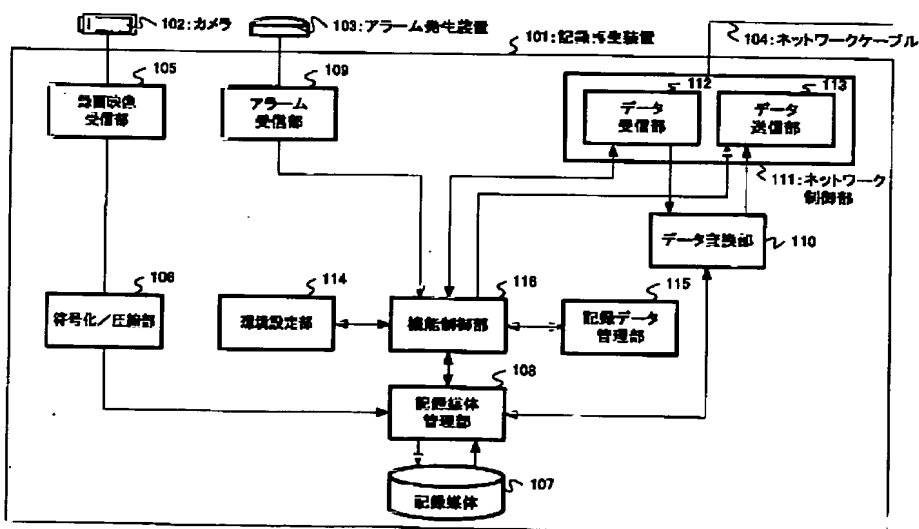 102:カメラ
103:アラーム発生装置
101:記録再生装置
104:ネットワークケーブル
105
録画映像
受信部
109
アラーム
受信部
112
データ
受信部
113
データ
送信部
111:ネットワーク
制御部
データ変換部
110
106
符号化/圧縮部
114
環境設定部
116
機能制御部
115
記録データ
管理部
108
記録媒体
管理部
107
記録媒体